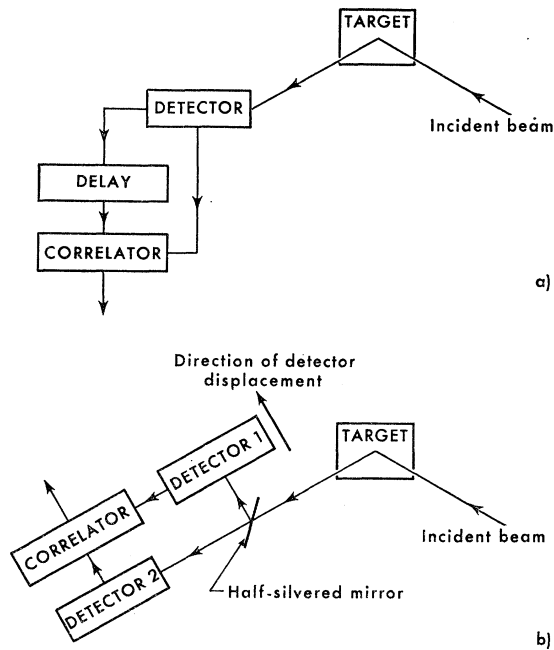 TARGET
DETECTOR
Incident beam
DELAY
CORRELATOR
a)
Direction of detector
displacement
DETECTOR 1
TARGET
CORRELATOR
Incident beam
DETECTOR 2
Half-silvered mirror
b)